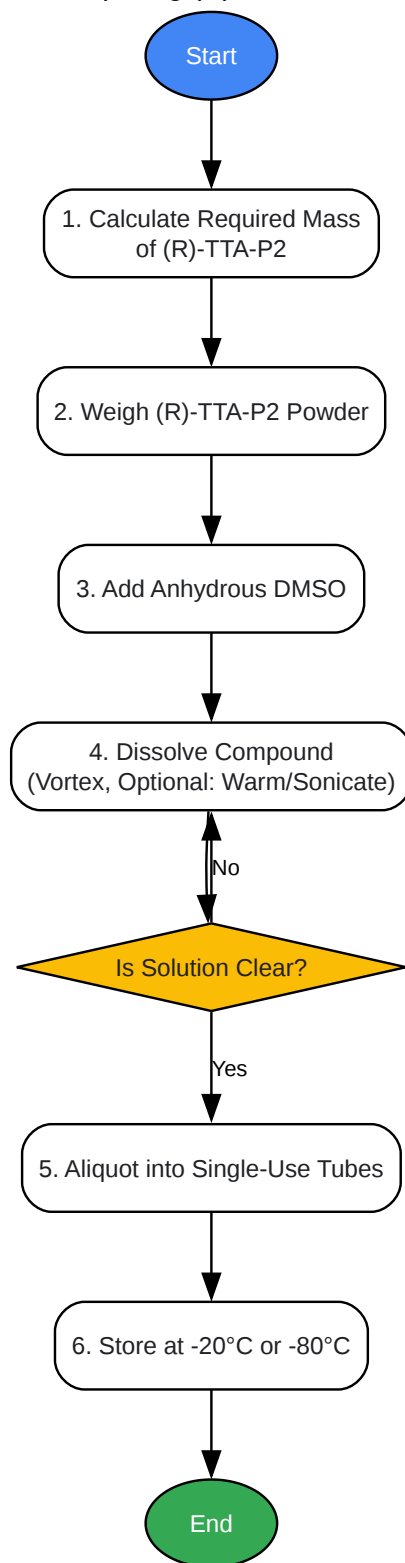 Start
1. Calculate Required Mass
of (R)-TTA-P2
2. Weigh (R)-TTA-P2 Powder
3. Add Anhydrous DMSO
4. Dissolve Compound
(Vortex, Optional: Warm/Sonicate)
No
Is Solution Clear?
Yes
5. Aliquot into Single-Use Tubes
6. Store at -20°C or -80°C
End